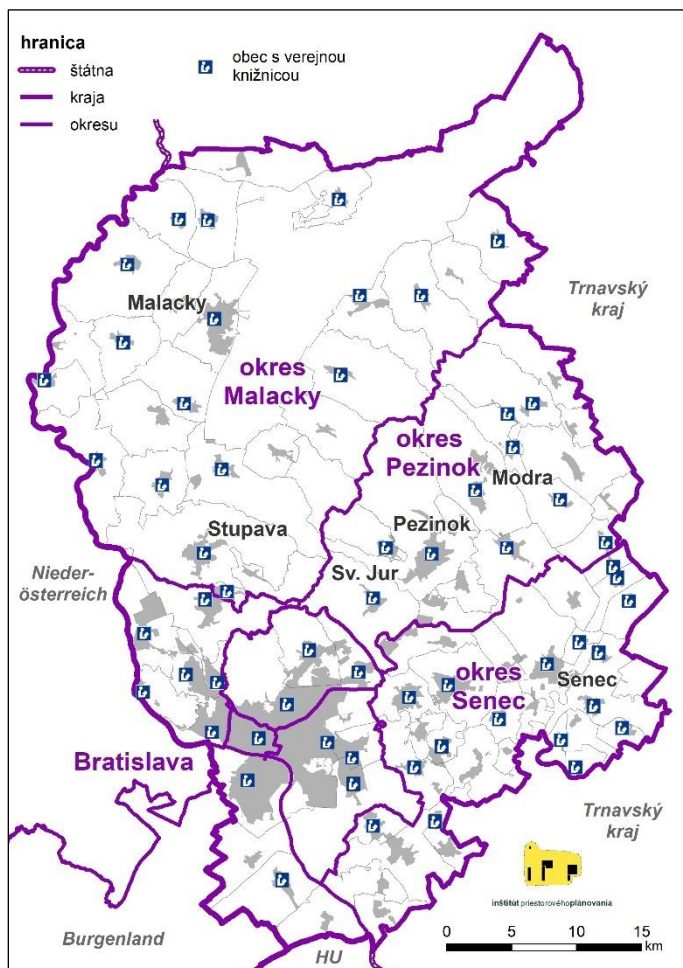 hranica
štátna
kraja
okresu
obec s verejnou
knižnicou
Malacky
Trnavský
kraj
okres
Malacky
okres
Pezinok
Modra
Stupava
Pezinok
Sv. Jur
Nieder-
österreich
okres
Senec
Senec
Bratislava
Trnavský
kraj
inštitút priestorovéhoplánovania
Burgenland
HU
0 5 10 15
km